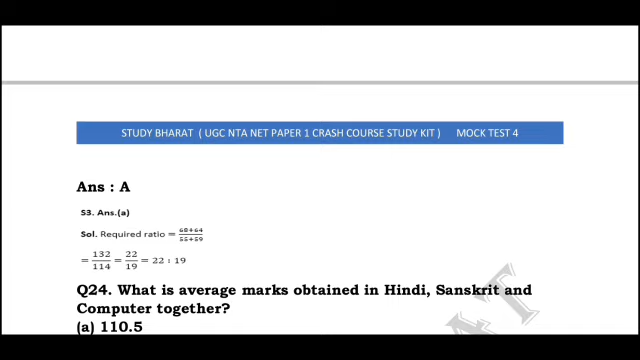 STUDY BHARAT ( UGC NTA NET PAPER 1 CRASH COURSE STUDY KIT ) MOCK TEST 4
Ans : A
S3. Ans.(a)
Sol. Required ratio = 68+64/55+59
= 132/114 = 22/19 = 22 : 19
Q24. What is average marks obtained in Hindi, Sanskrit and
Computer together?
(a) 110.5